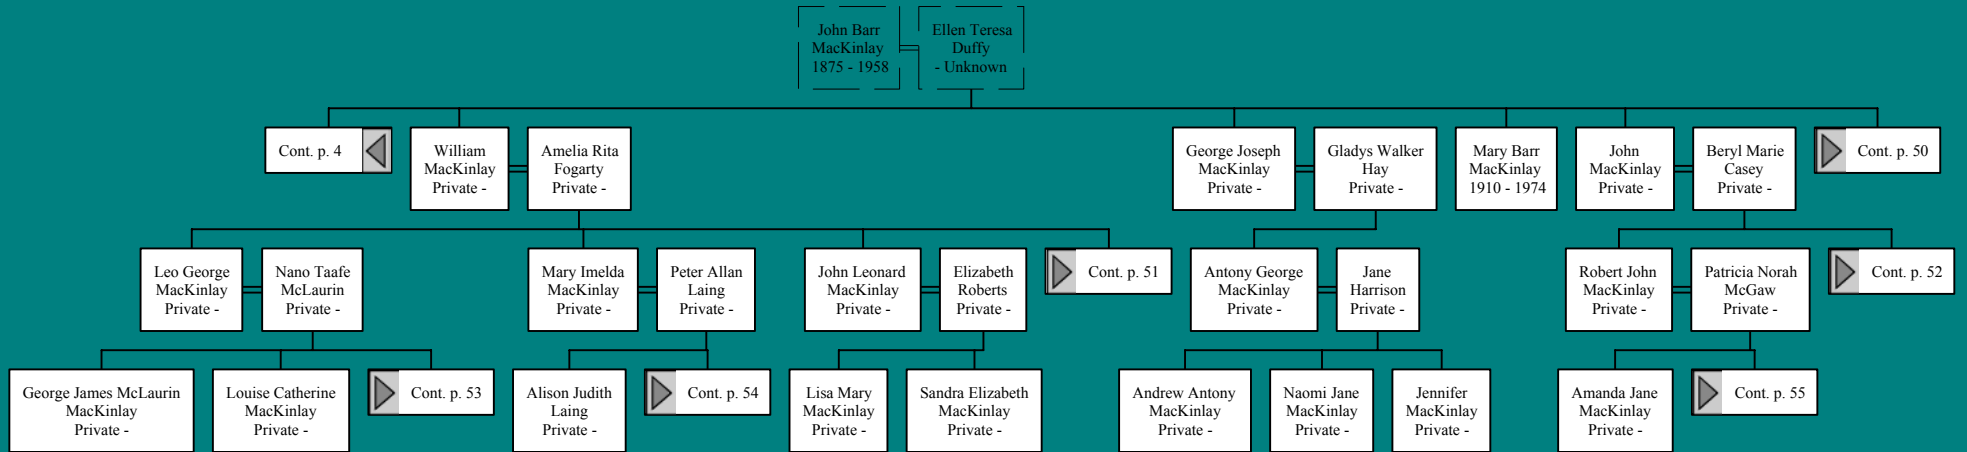 John Barr
MacKinlay
1875 - 1958
Ellen Teresa
Duffy
- Unknown
Cont. p. 4
William
MacKinlay
Private -
Amelia Rita
Fogarty
Private -
George Joseph
MacKinlay
Private -
Gladys Walker
Hay
Private -
Mary Barr
MacKinlay
1910 - 1974
John
MacKinlay
Private -
Beryl Marie
Casey
Private -
Cont. p. 50
Leo George
MacKinlay
Private -
Nano Taafe
McLaurin
Private -
Mary Imelda
MacKinlay
Private -
Peter Allan
Laing
Private -
John Leonard
MacKinlay
Private -
Elizabeth
Roberts
Private -
Cont. p. 51
Antony George
MacKinlay
Private -
Jane
Harrison
Private -
Robert John
MacKinlay
Private -
Patricia Norah
McGaw
Private -
Cont. p. 52
George James McLaurin
MacKinlay
Private -
Louise Catherine
MacKinlay
Private -
Cont. p. 53
Alison Judith
Laing
Private -
Cont. p. 54
Lisa Mary
MacKinlay
Private -
Sandra Elizabeth
MacKinlay
Private -
Andrew Antony
MacKinlay
Private -
Naomi Jane
MacKinlay
Private -
Jennifer
MacKinlay
Private -
Amanda Jane
MacKinlay
Private -
Cont. p. 55